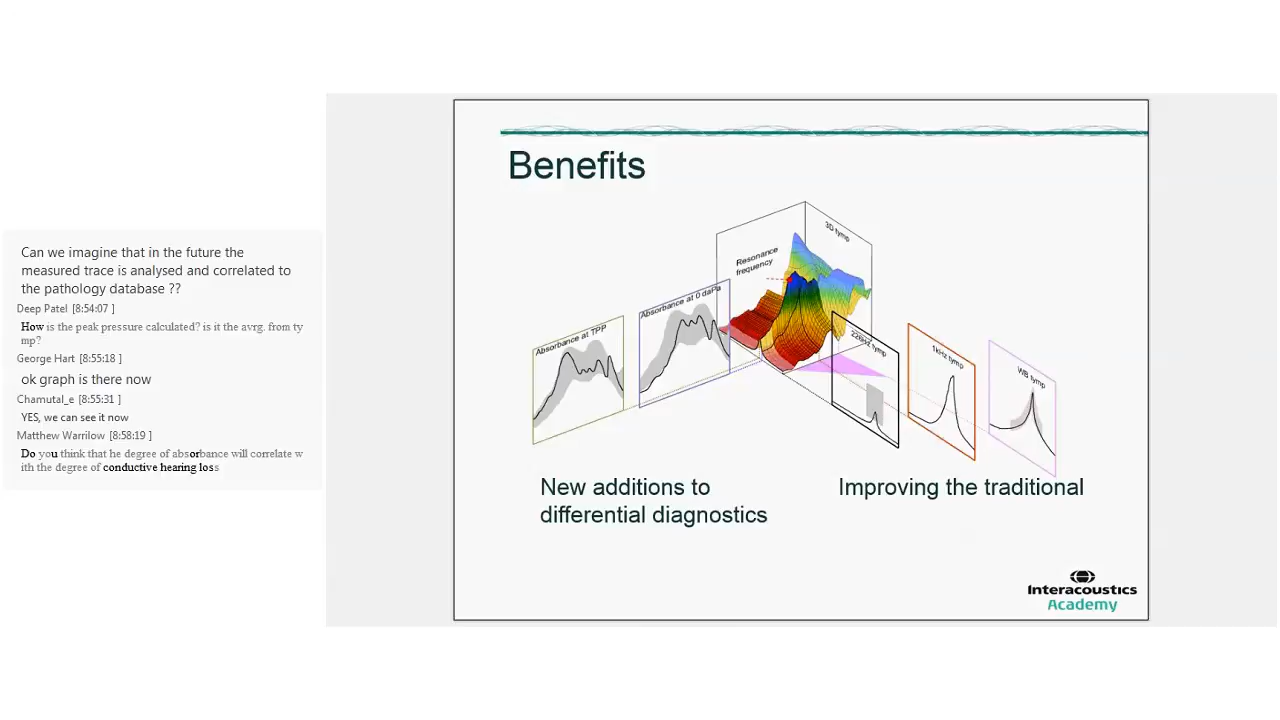 Can we imagine that in the future the
measured trace is analysed and correlated to
the pathology database ??
Deep Patel [8:54:07 ]
How is the peak pressure calculated? is it the avrg. from ty
mp?
George Hart [8:55:18 ]
ok graph is there now
Chamutal_e [8:55:31 ]
YES, we can see it now
Matthew Warrilow [8:58:19 ]
Do you think that he degree of absorbance will correlate w
ith the degree of conductive hearing loss
Benefits
3D tymp
Resonance
frequency
Absorbance at 0 daPa
Absorbance at TPP
226Hz tymp
1kHz tymp
WB tymp
New additions to
differential diagnostics
Improving the traditional
Interacoustics
Academy